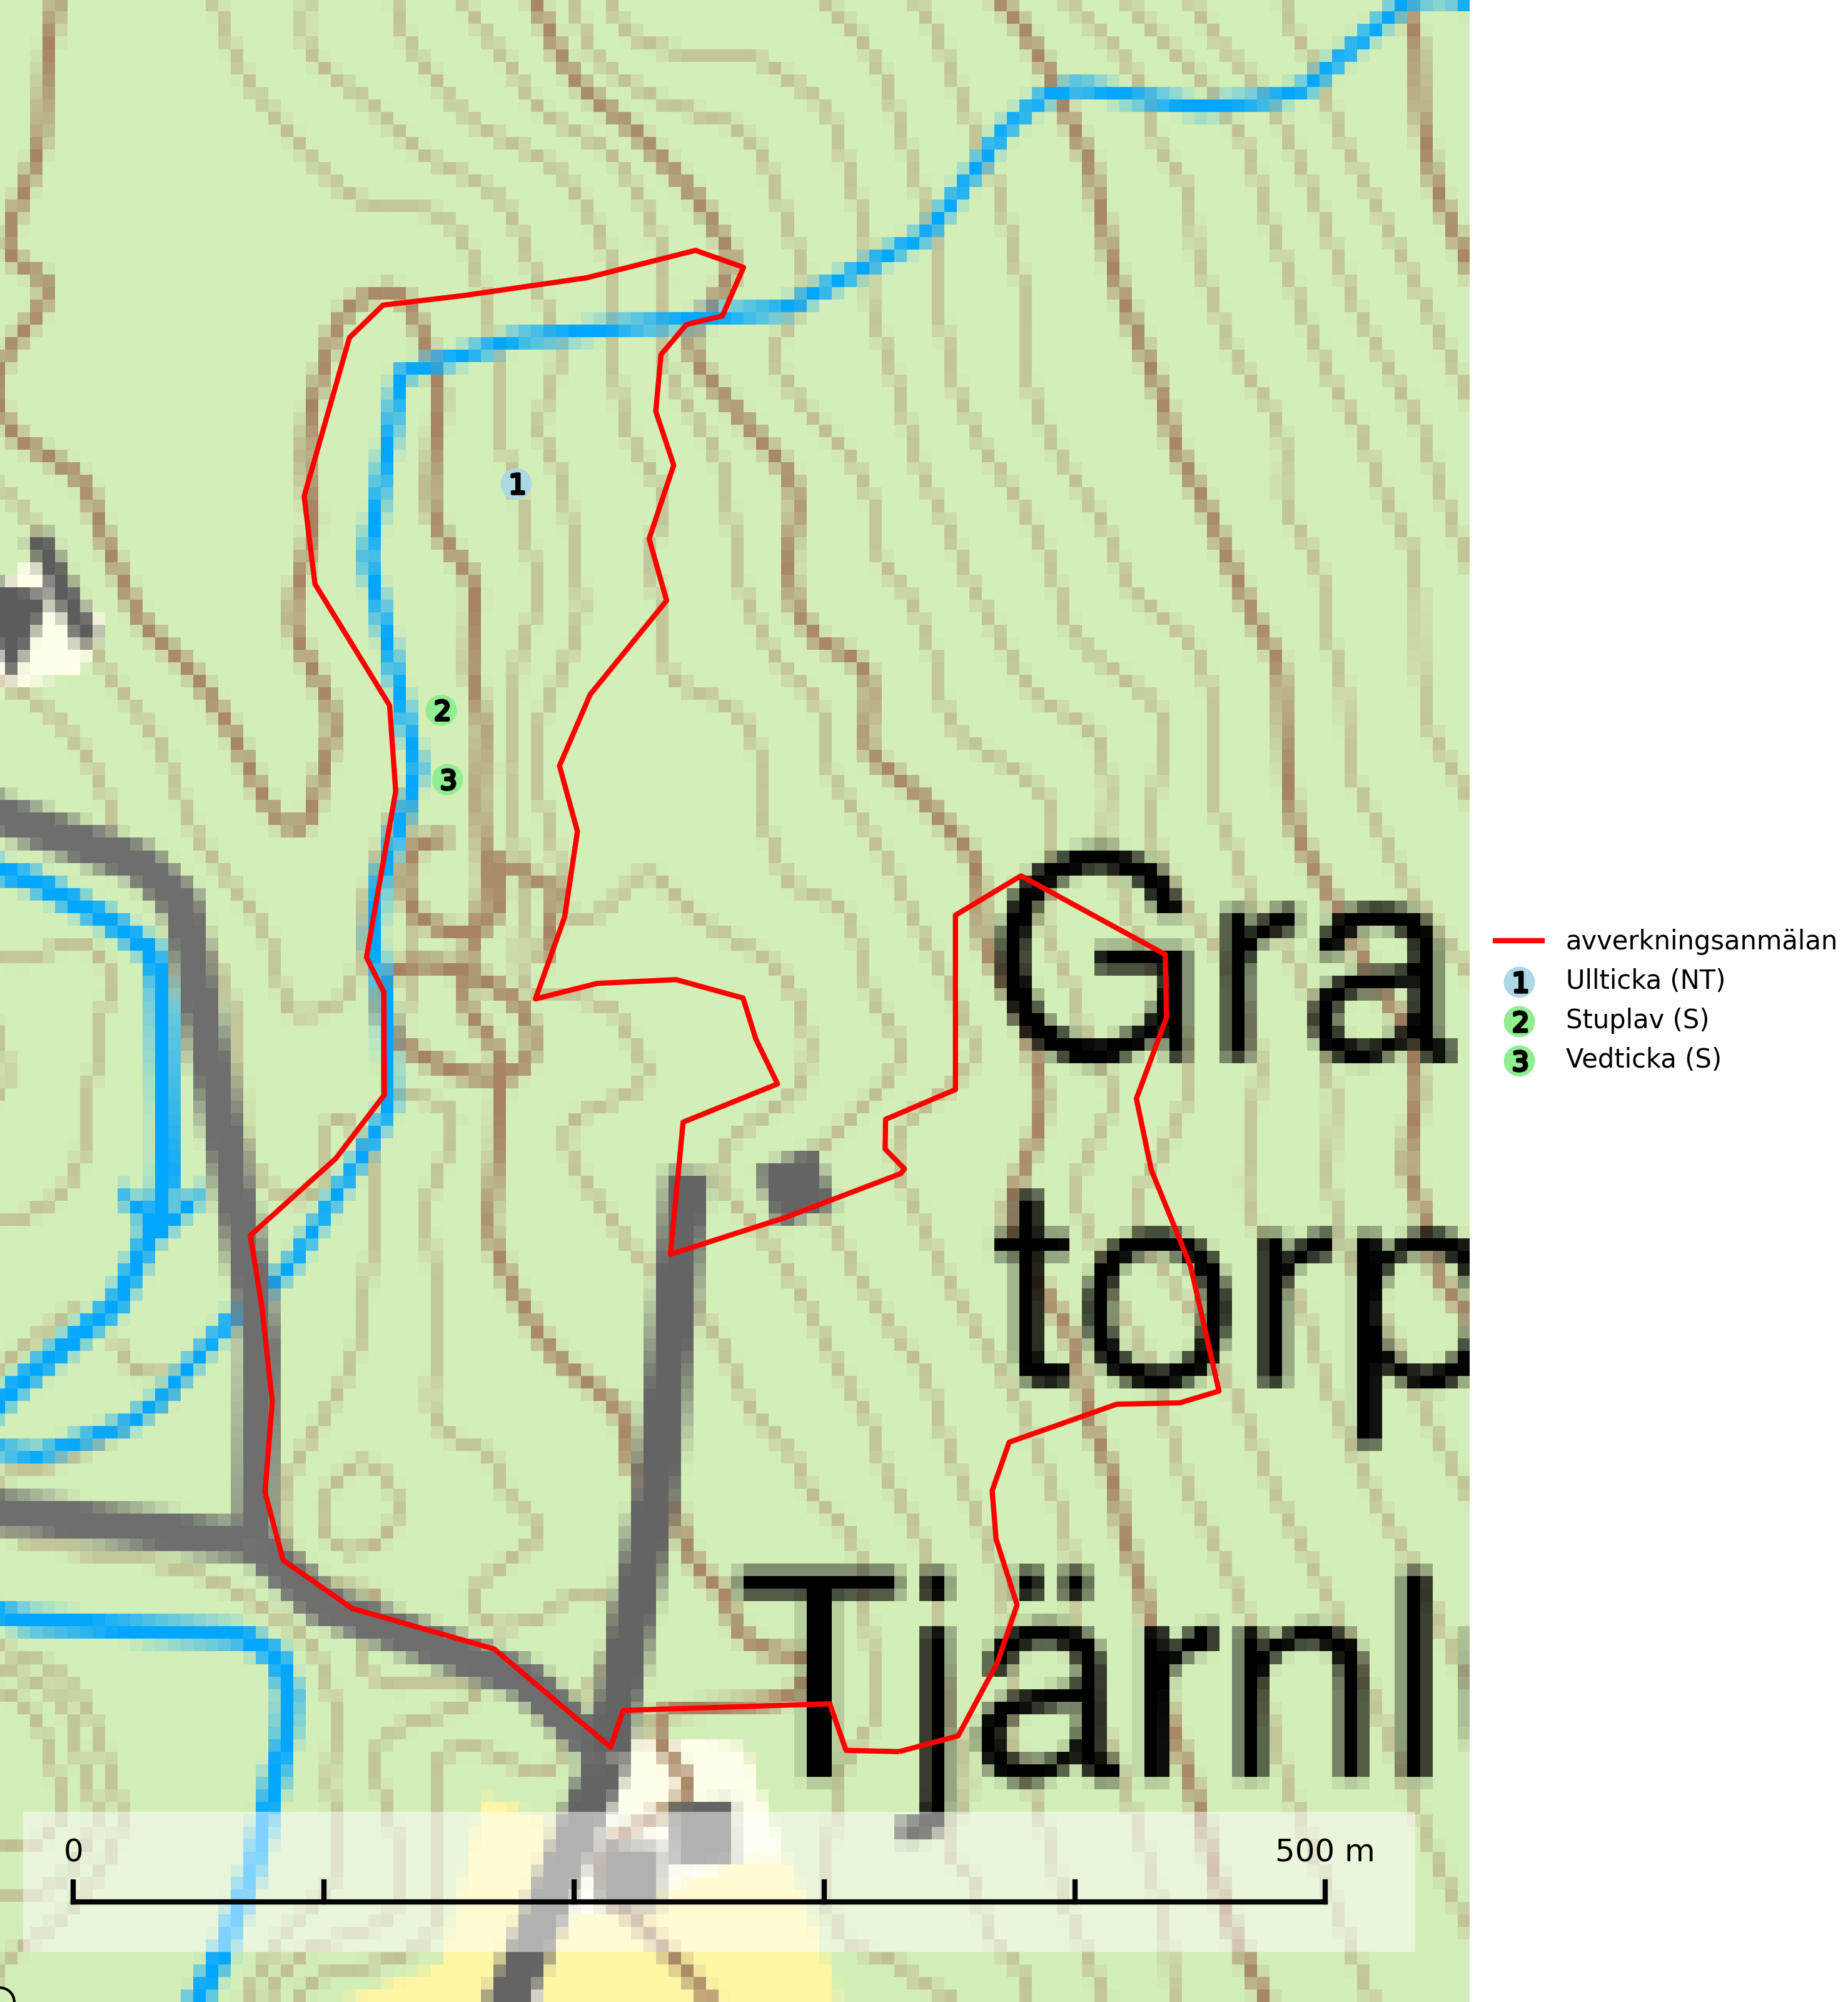 1
2
3
Gra
torp
Tjärnl
0 500 m
avverkningsanmälan
1 Ullticka (NT)
2 Stuplav (S)
3 Vedticka (S)